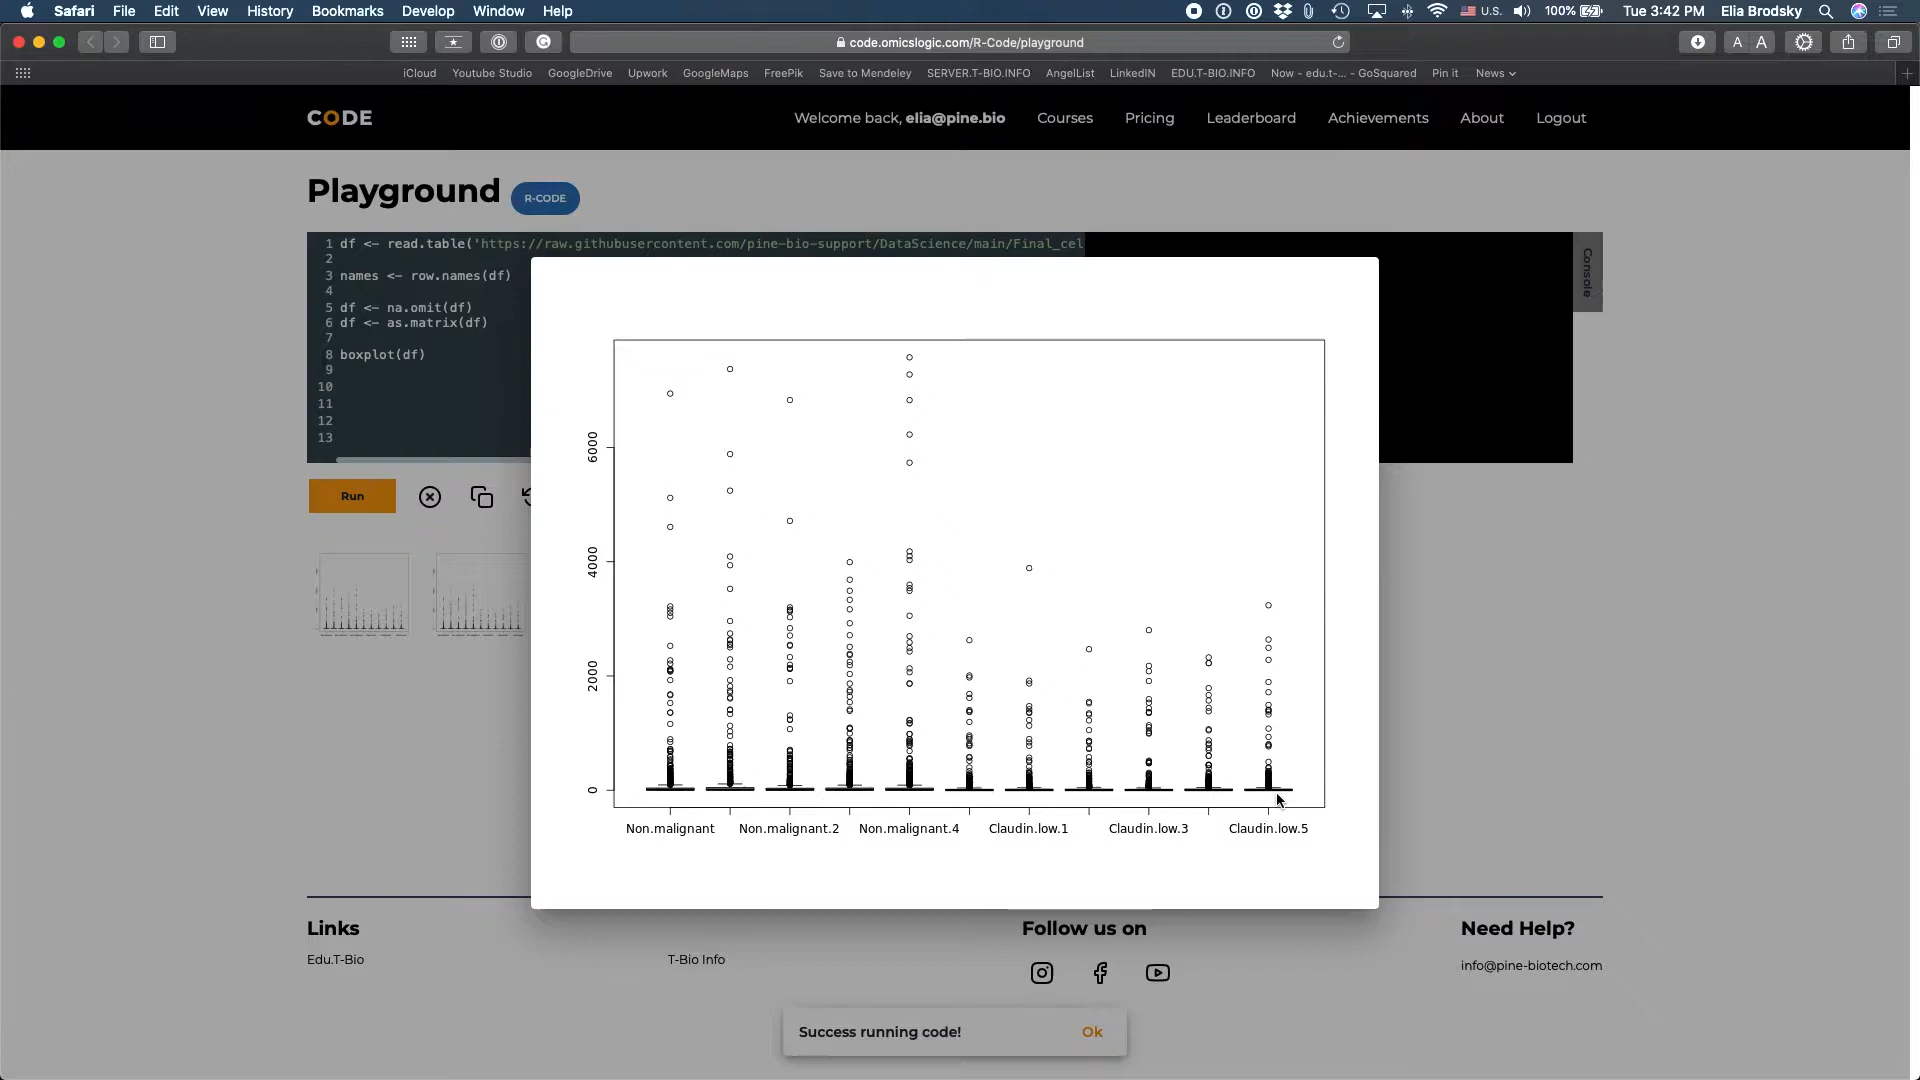 Safari File Edit View History Bookmarks Develop Window Help U.S. 100% Tue 3:42 PM Elia Brodsky
code.omicslogic.com/R-Code/playground A A
iCloud Youtube Studio GoogleDrive Upwork GoogleMaps FreePik Save to Mendeley SERVER.T-BIO.INFO AngelList LinkedIN EDU.T-BIO.INFO Now - edu.t-... - GoSquared Pin it News
CODE Welcome back, elia@pine.bio Courses Pricing Leaderboard Achievements About Logout
Playground R-CODE
1 df <- read.table('https://raw.githubusercontent.com/pine-bio-support/DataScience/main/Final_cel
2
3 names <- row.names(df)
4
5 df <- na.omit(df)
6 df <- as.matrix(df)
7
8 boxplot(df)
9
10
11
12
13
Console
Run
6000
4000
2000
0
Non.malignant Non.malignant.2 Non.malignant.4 Claudin.low.1 Claudin.low.3 Claudin.low.5
Links Follow us on Need Help?
Edu.T-Bio T-Bio Info info@pine-biotech.com
Success running code! Ok